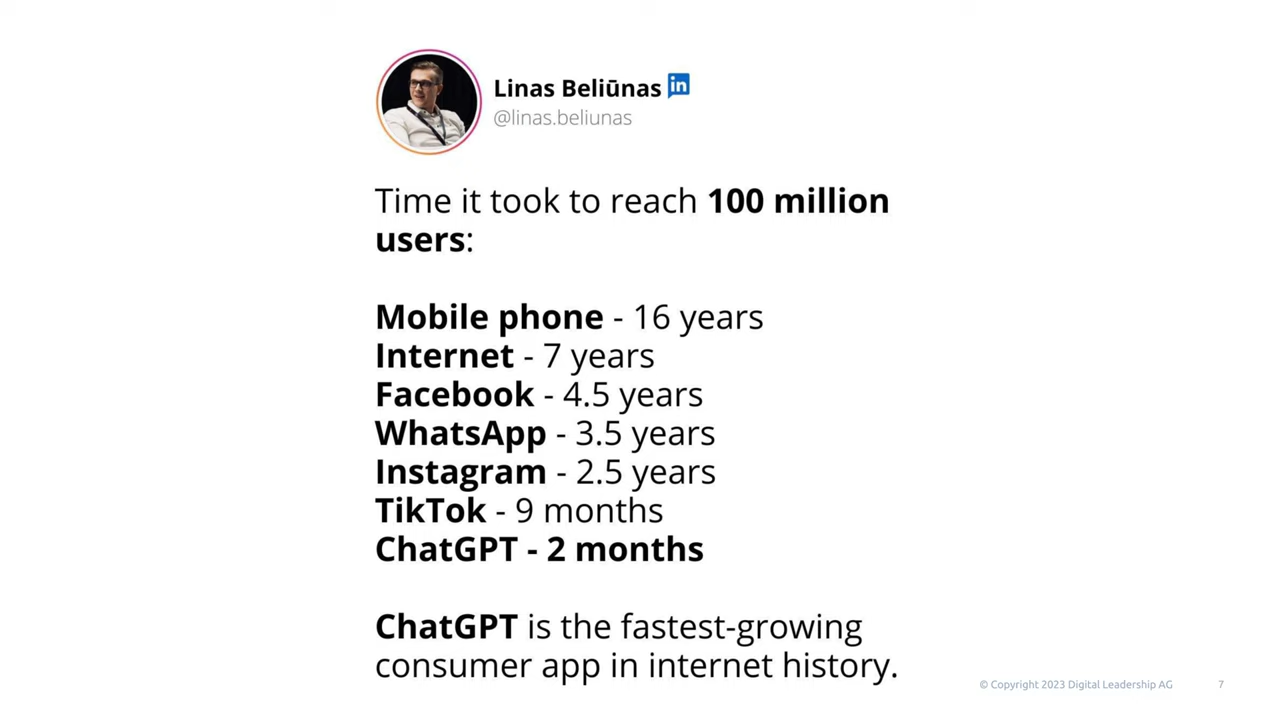 Linas Beliūnas in
@linas.beliunas
Time it took to reach 100 million
users:
Mobile phone - 16 years
Internet - 7 years
Facebook - 4.5 years
WhatsApp - 3.5 years
Instagram - 2.5 years
TikTok - 9 months
ChatGPT - 2 months
ChatGPT is the fastest-growing
consumer app in internet history.
© Copyright 2023 Digital Leadership AG 7